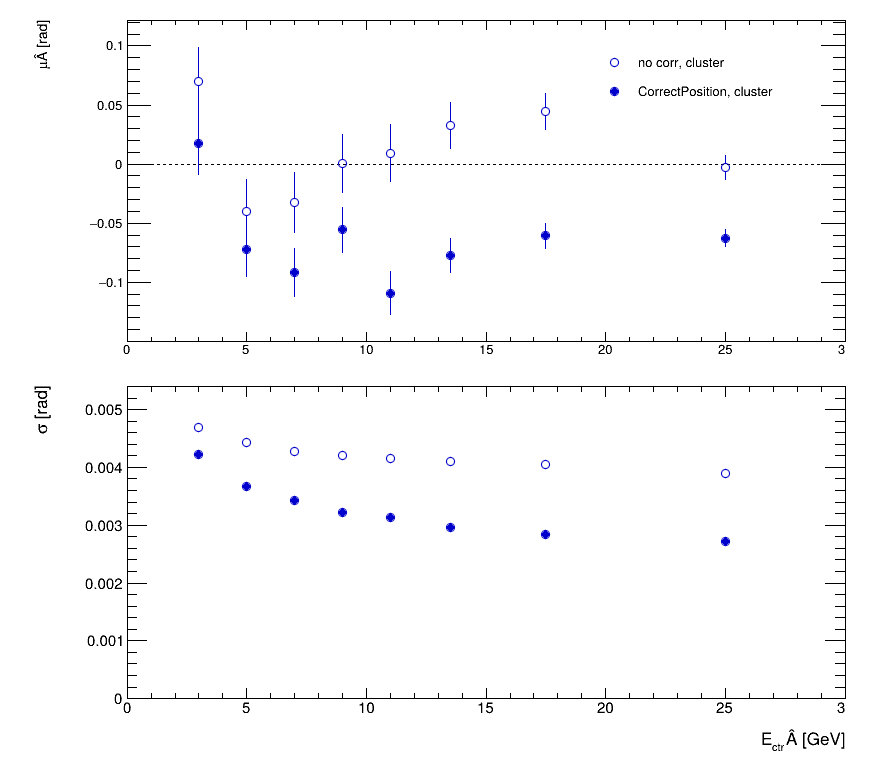 μÂ [rad]
0.1
0.05
0
−0.05
−0.1
no corr, cluster
CorrectPosition, cluster
0 5 10 15 20 25 3
σ [rad]
0.005
0.004
0.003
0.002
0.001
0
0 5 10 15 20 25 3
E_ctr Â [GeV]